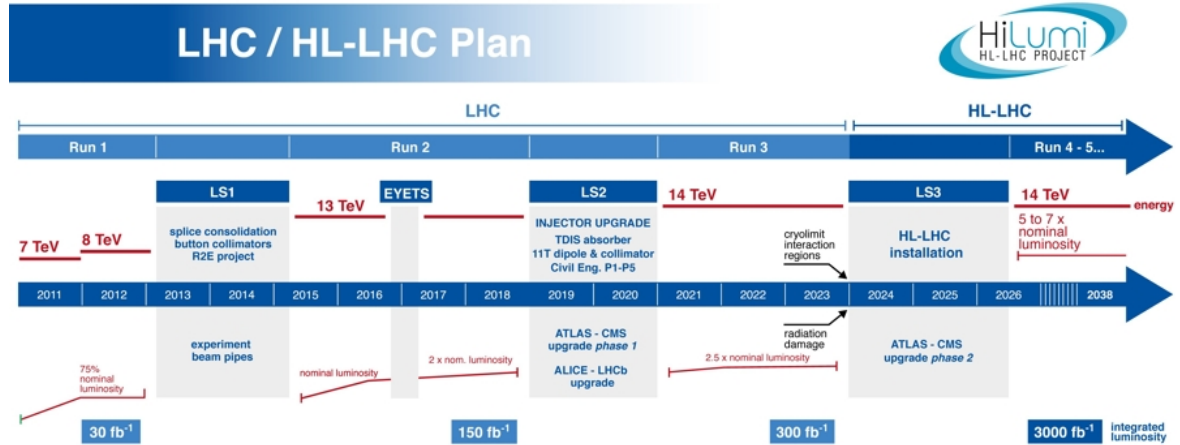 LHC / HL-LHC Plan
HiLumi
HL-LHC PROJECT
LHC
HL-LHC
Run 1
Run 2
Run 3
Run 4 - 5...
LS1
EYETS
LS2
LS3
7 TeV
8 TeV
splice consolidation
button collimators
R2E project
13 TeV
INJECTOR UPGRADE
TDIS absorber
11T dipole & collimator
Civil Eng. P1-P5
14 TeV
cryolimit
interaction
regions
HL-LHC
installation
14 TeV
energy
5 to 7 x
nominal
luminosity
2011 2012 2013 2014 2015 2016 2017 2018 2019 2020 2021 2022 2023 2024 2025 2026 2038
75%
nominal
luminosity
experiment
beam pipes
nominal luminosity
2 x nom. luminosity
ATLAS - CMS
upgrade phase 1
ALICE - LHCb
upgrade
radiation
damage
2.5 x nominal luminosity
ATLAS - CMS
upgrade phase 2
30 fb⁻¹
150 fb⁻¹
300 fb⁻¹
3000 fb⁻¹
integrated
luminosity